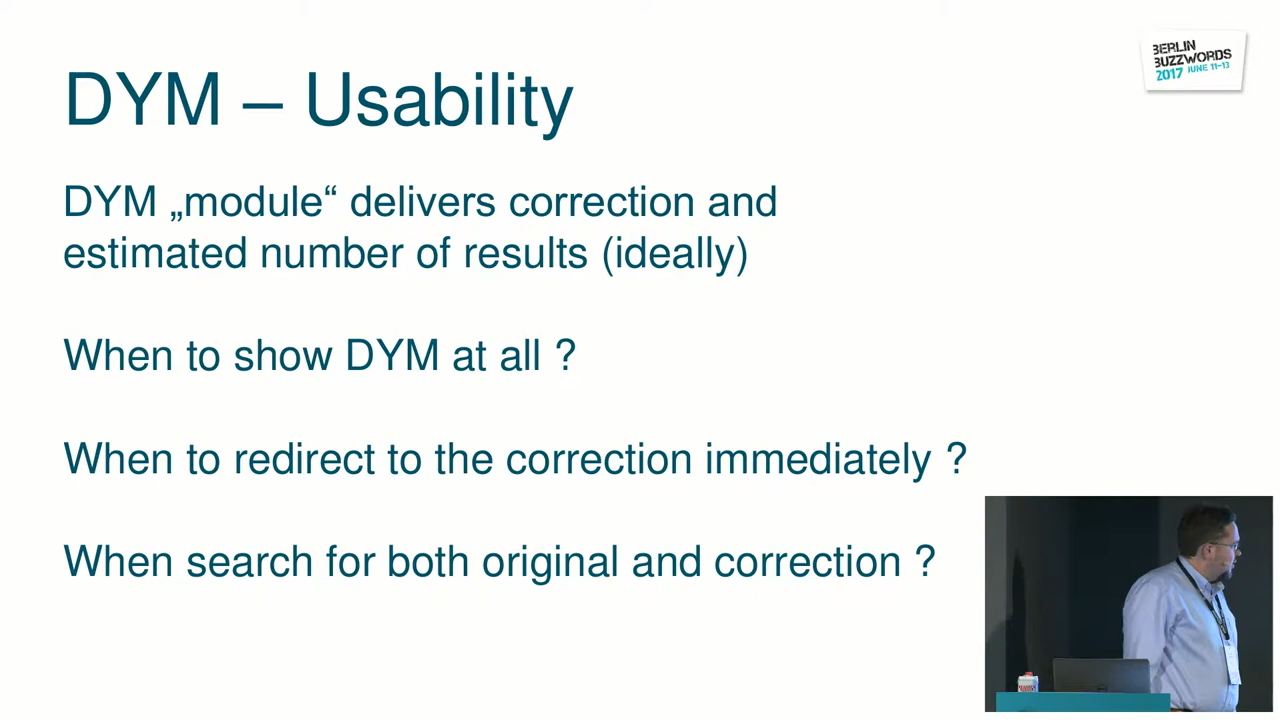 BERLIN
BUZZWORDS
2017 JUNE 11-13
DYM – Usability
DYM „module“ delivers correction and
estimated number of results (ideally)
When to show DYM at all ?
When to redirect to the correction immediately ?
When search for both original and correction ?